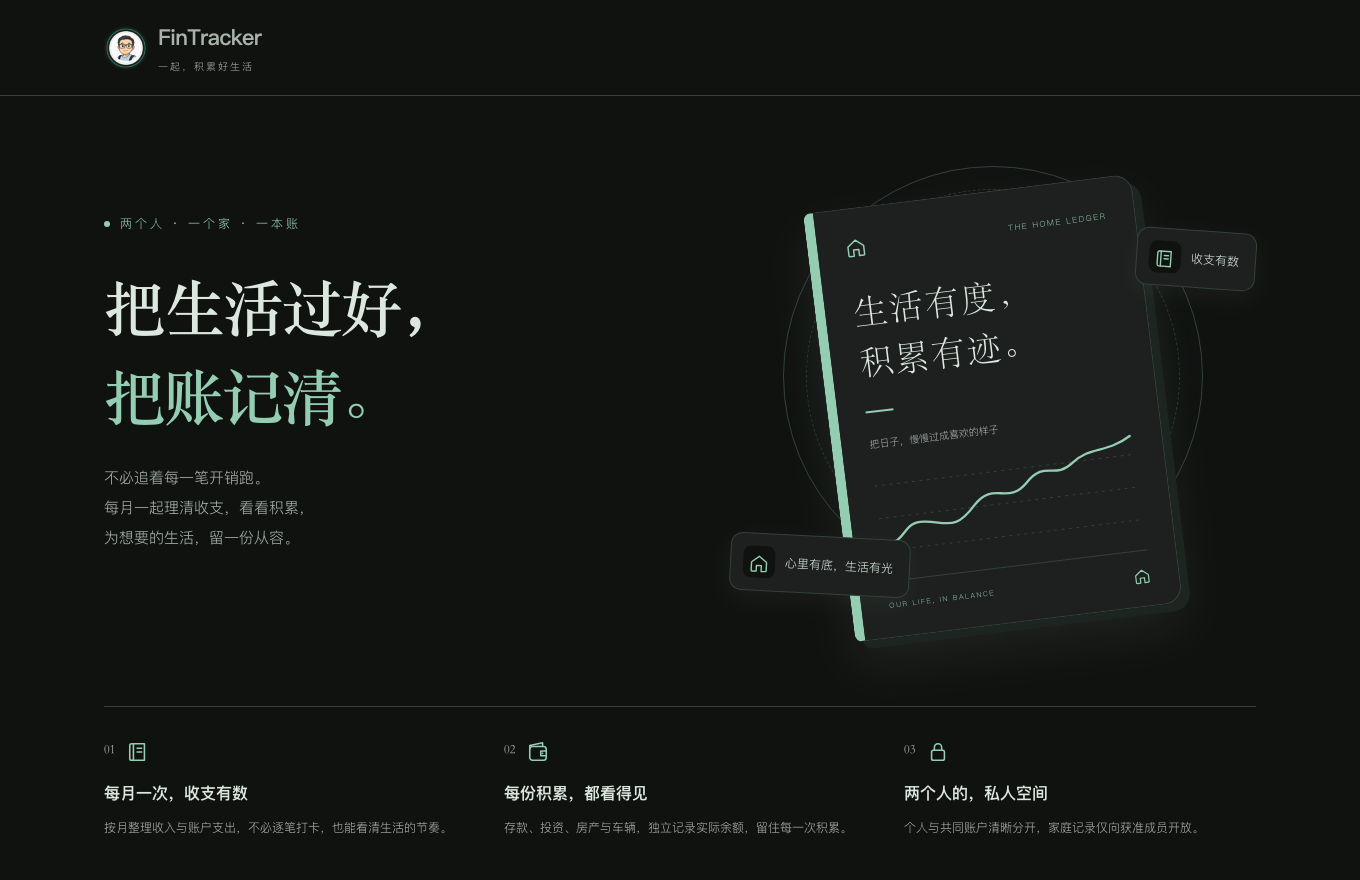 FinTracker
一起，积累好生活
两个人 · 一个家 · 一本账
把生活过好，
把账记清。
不必追着每一笔开销跑。
每月一起理清收支，看看积累，
为想要的生活，留一份从容。
THE HOME LEDGER
收支有数
生活有度，
积累有迹。
把日子，慢慢过成喜欢的样子
心里有底，生活有光
OUR LIFE, IN BALANCE
01
每月一次，收支有数
按月整理收入与账户支出，不必逐笔打卡，也能看清生活的节奏。
02
每份积累，都看得见
存款、投资、房产与车辆，独立记录实际余额，留住每一次积累。
03
两个人的，私人空间
个人与共同账户清晰分开，家庭记录仅向获准成员开放。